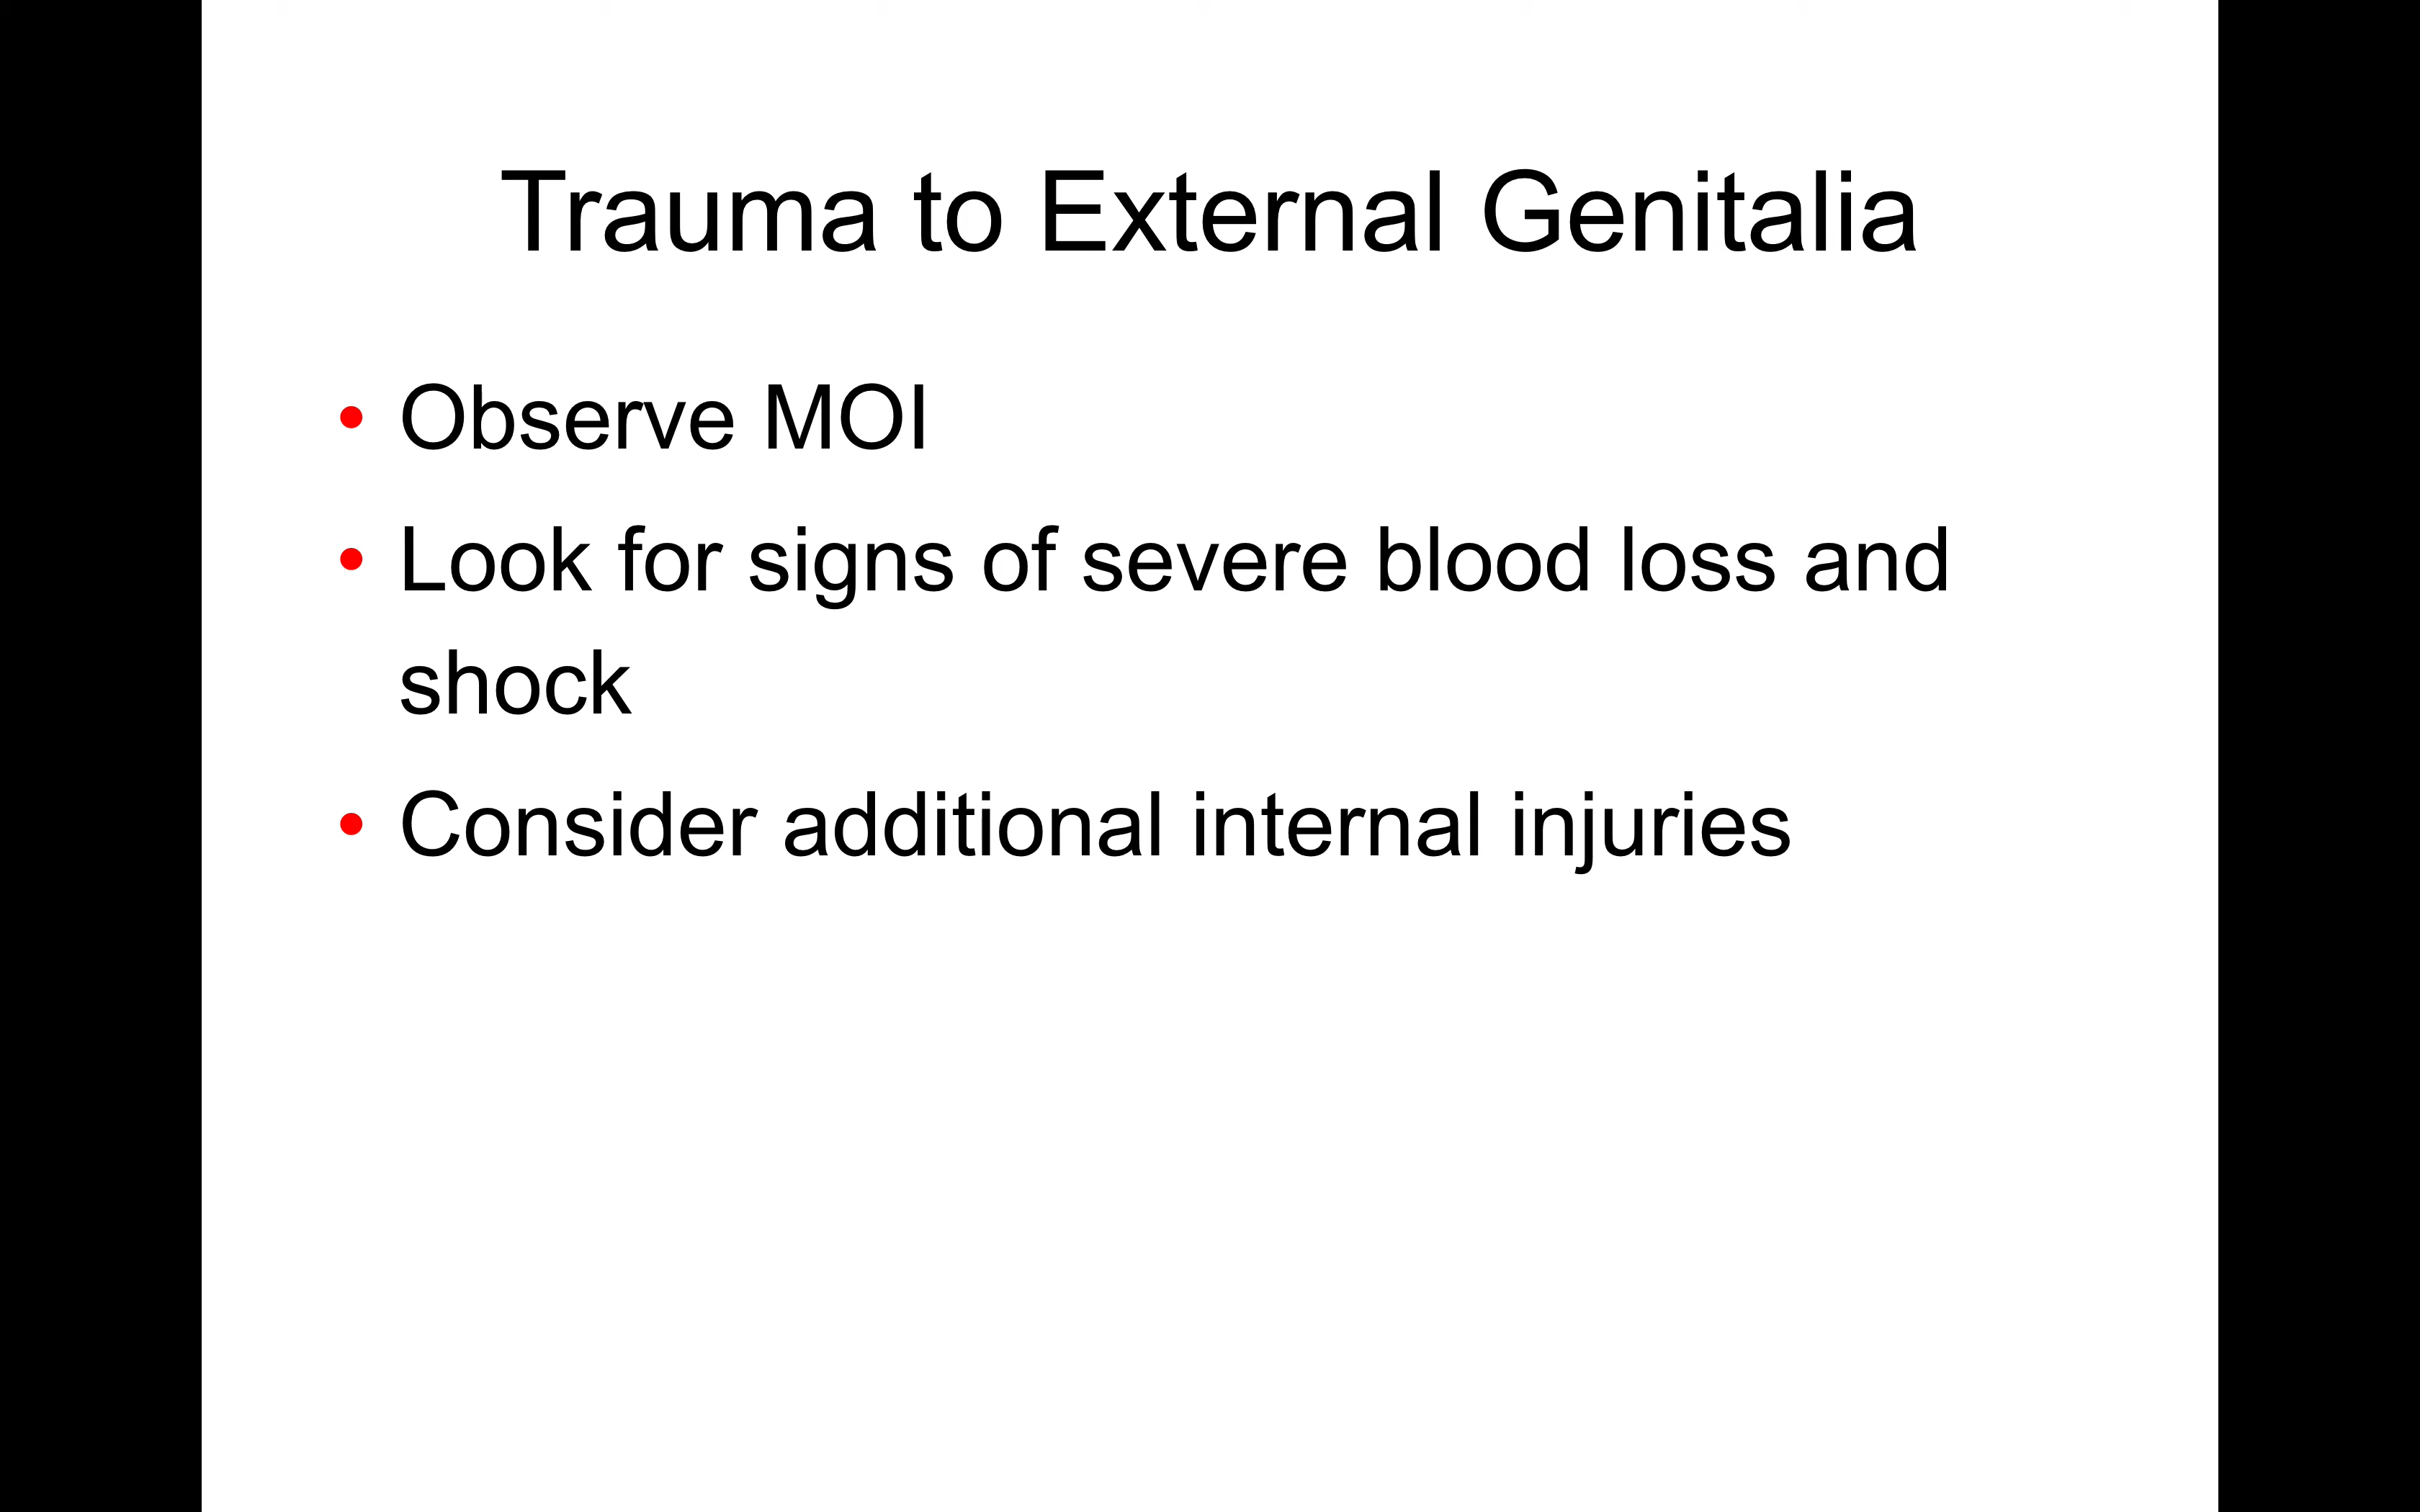 Trauma to External Genitalia
• Observe MOI
• Look for signs of severe blood loss and
shock
• Consider additional internal injuries